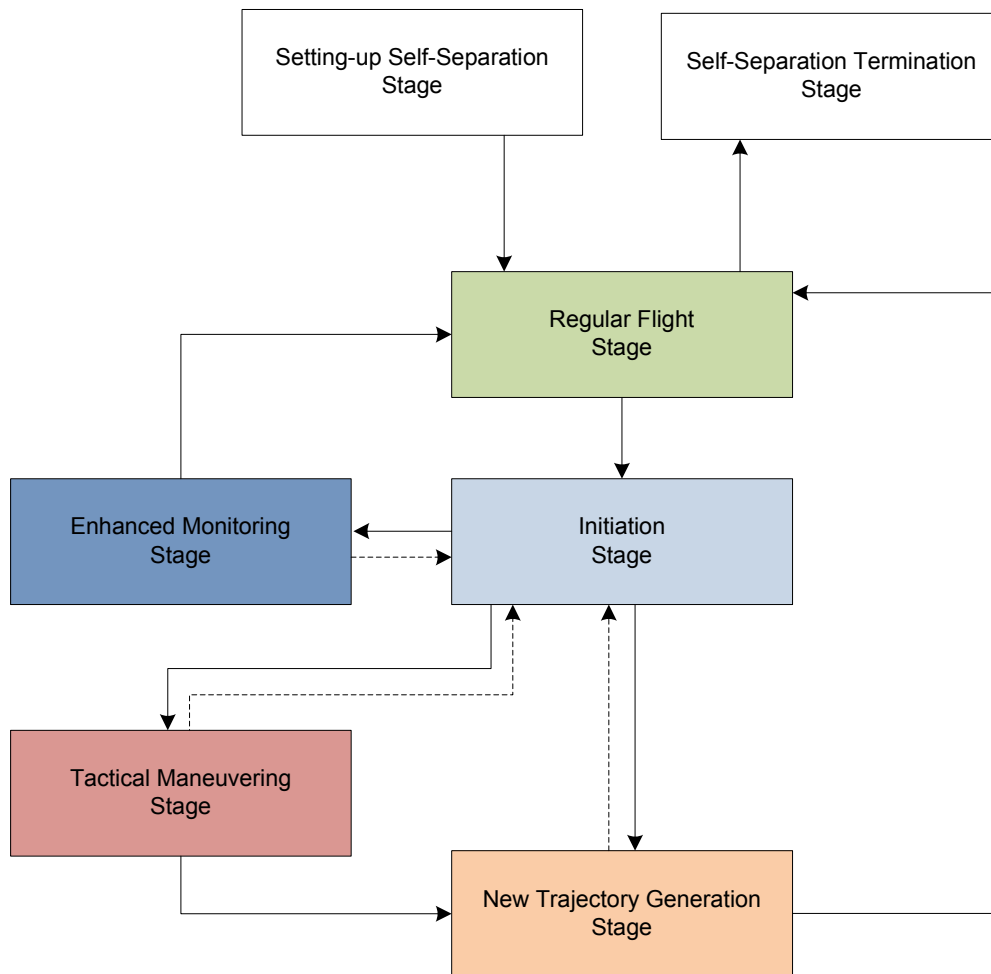 Setting-up Self-Separation
Stage
Self-Separation Termination
Stage
Regular Flight
Stage
Enhanced Monitoring
Stage
Initiation
Stage
Tactical Maneuvering
Stage
New Trajectory Generation
Stage